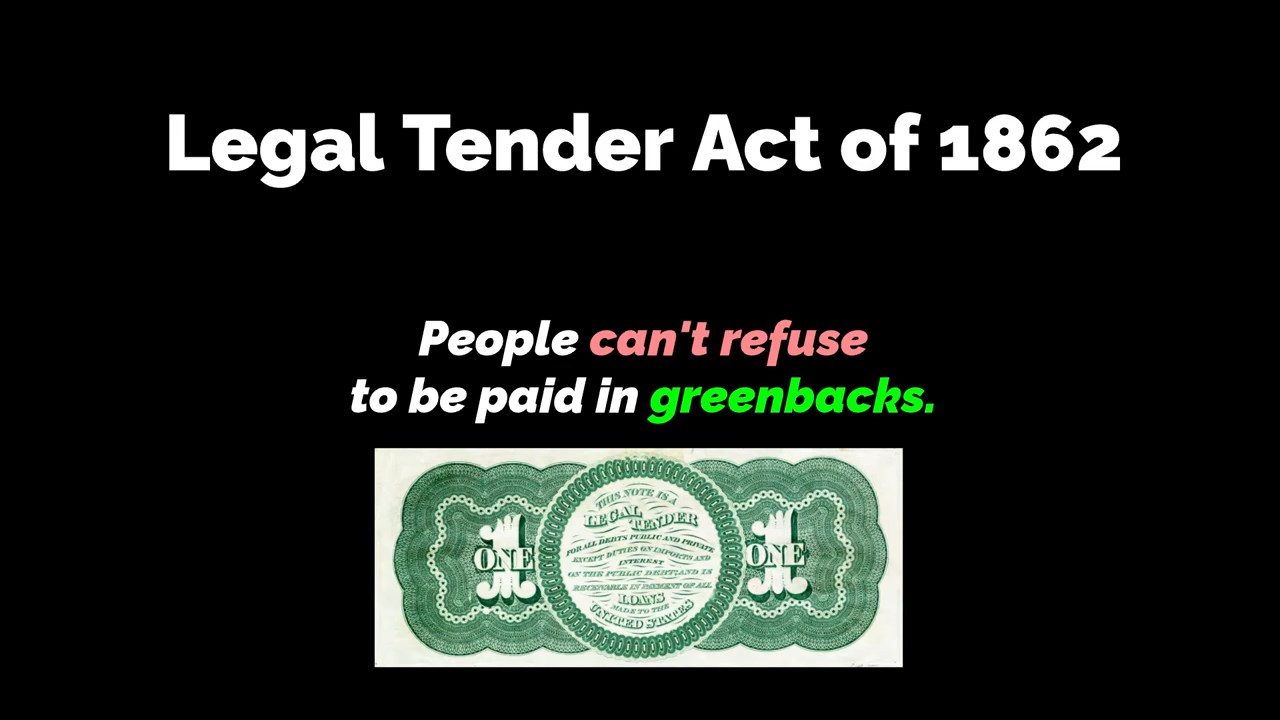 Legal Tender Act of 1862
People can't refuse
to be paid in greenbacks.
ONE
THIS NOTE IS A
LEGAL
TENDER
FOR ALL DEBTS PUBLIC AND PRIVATE
EXCEPT DUTIES ON IMPORTS AND
INTEREST
ON THE PUBLIC DEBT; AND IS
RECEIVABLE IN PAYMENT OF ALL
LOANS
MADE TO THE
UNITED STATES
ONE